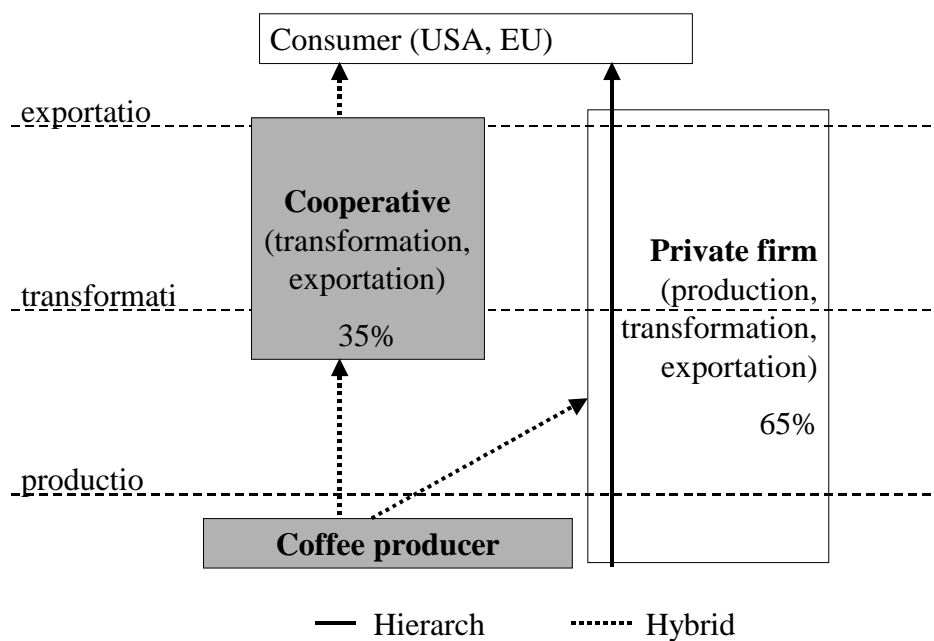 Consumer (USA, EU)
exportatio
Cooperative
(transformation,
exportation)
35%
Private firm
(production,
transformation,
exportation)
65%
transformati
productio
Coffee producer
Hierarch
Hybrid